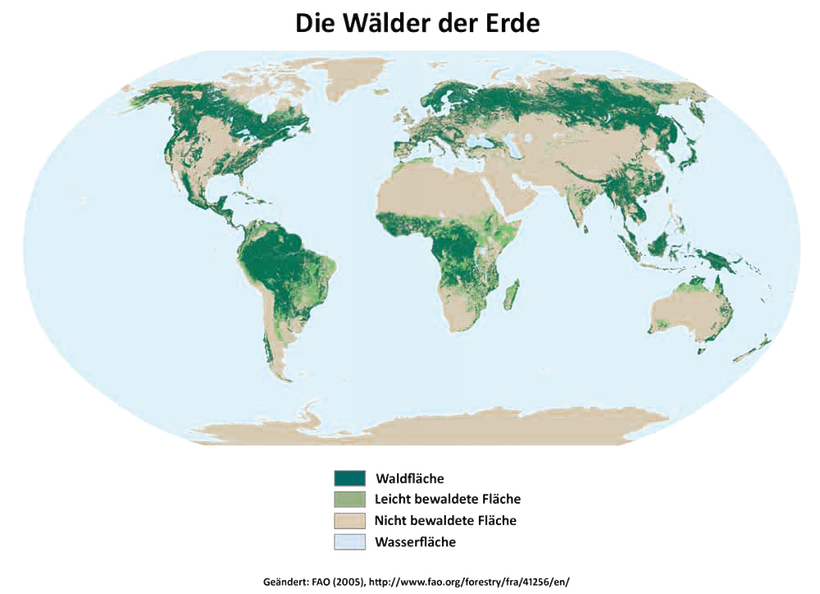 Die Wälder der Erde
Waldfläche
Leicht bewaldete Fläche
Nicht bewaldete Fläche
Wasserfläche
Geändert: FAO (2005), http://www.fao.org/forestry/fra/41256/en/